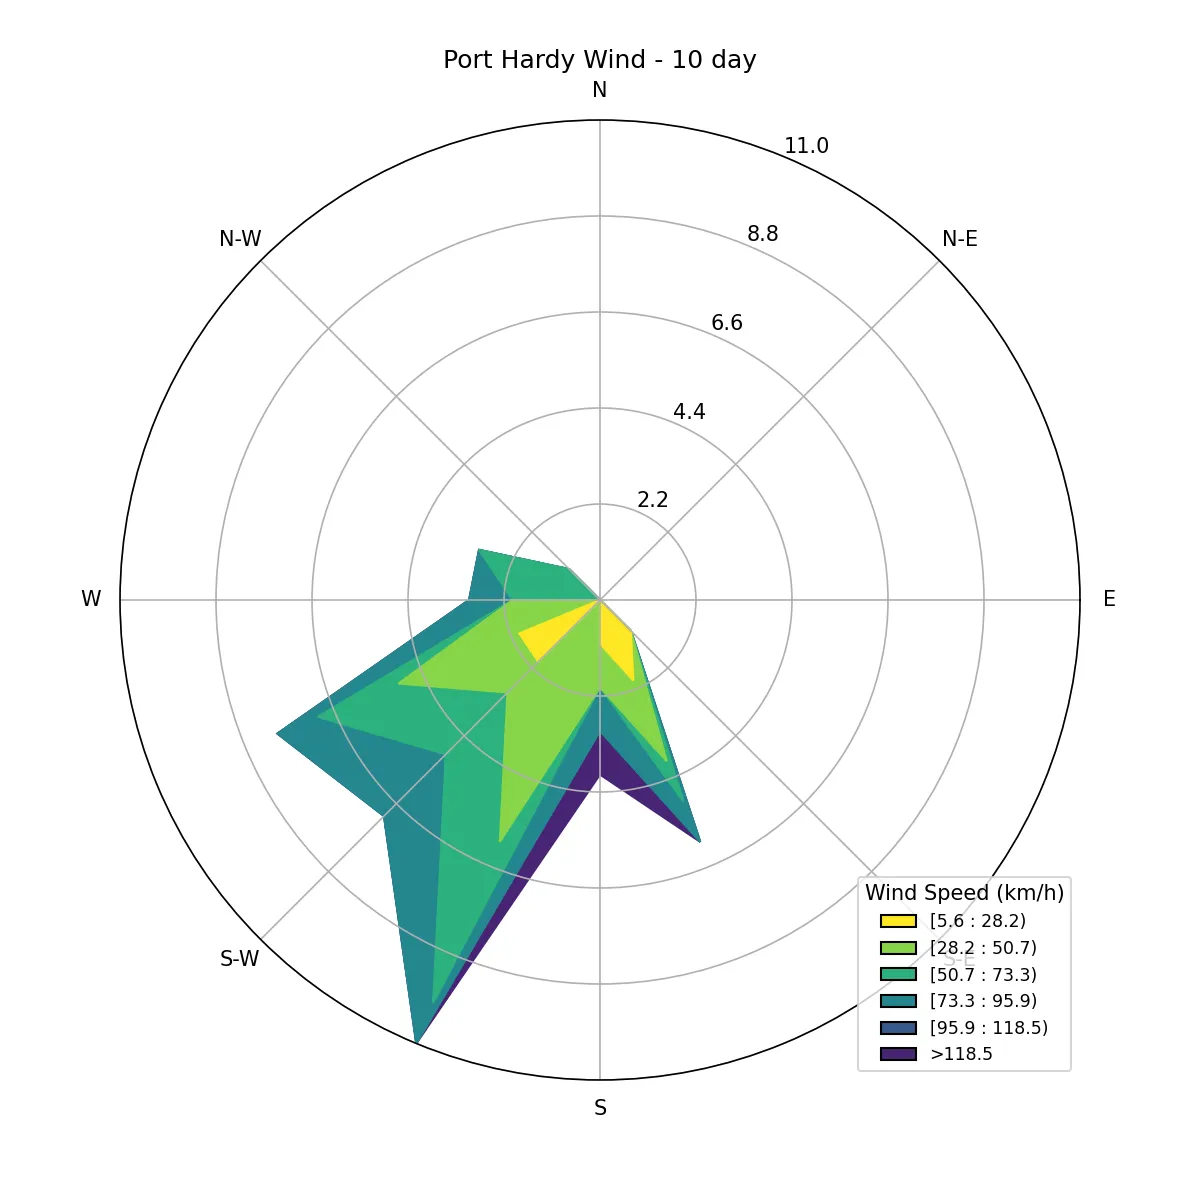 Port Hardy Wind - 10 day
N
11.0
8.8
N-W
N-E
6.6
4.4
2.2
W
E
Wind Speed (km/h)
[5.6 : 28.2)
[28.2 : 50.7)
S-W
S-E
[50.7 : 73.3)
[73.3 : 95.9)
[95.9 : 118.5)
>118.5
S